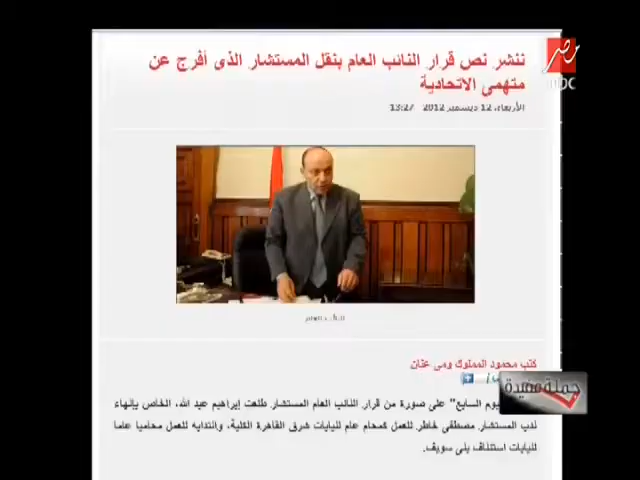 ننشر نص قرار النائب العام بنقل المستشار الذى أفرج عن
متهمى الاتحادية
الأربعاء، 12 ديسمبر 2012 - 13:27
مصر
mbc
كتب محمود المملوك ومى عنان
جملة مفيدة
السابع" على صورة من قرار النائب العام المستشار طلعت إبراهيم عبد الله، الخاص بإنهاء
ندب المستشار مصطفى خاطر للعمل كمحام عام لنيابات شرق القاهرة الكلية، وانتدابه للعمل محاميا عاما
لنيابات استئناف بنى سويف.